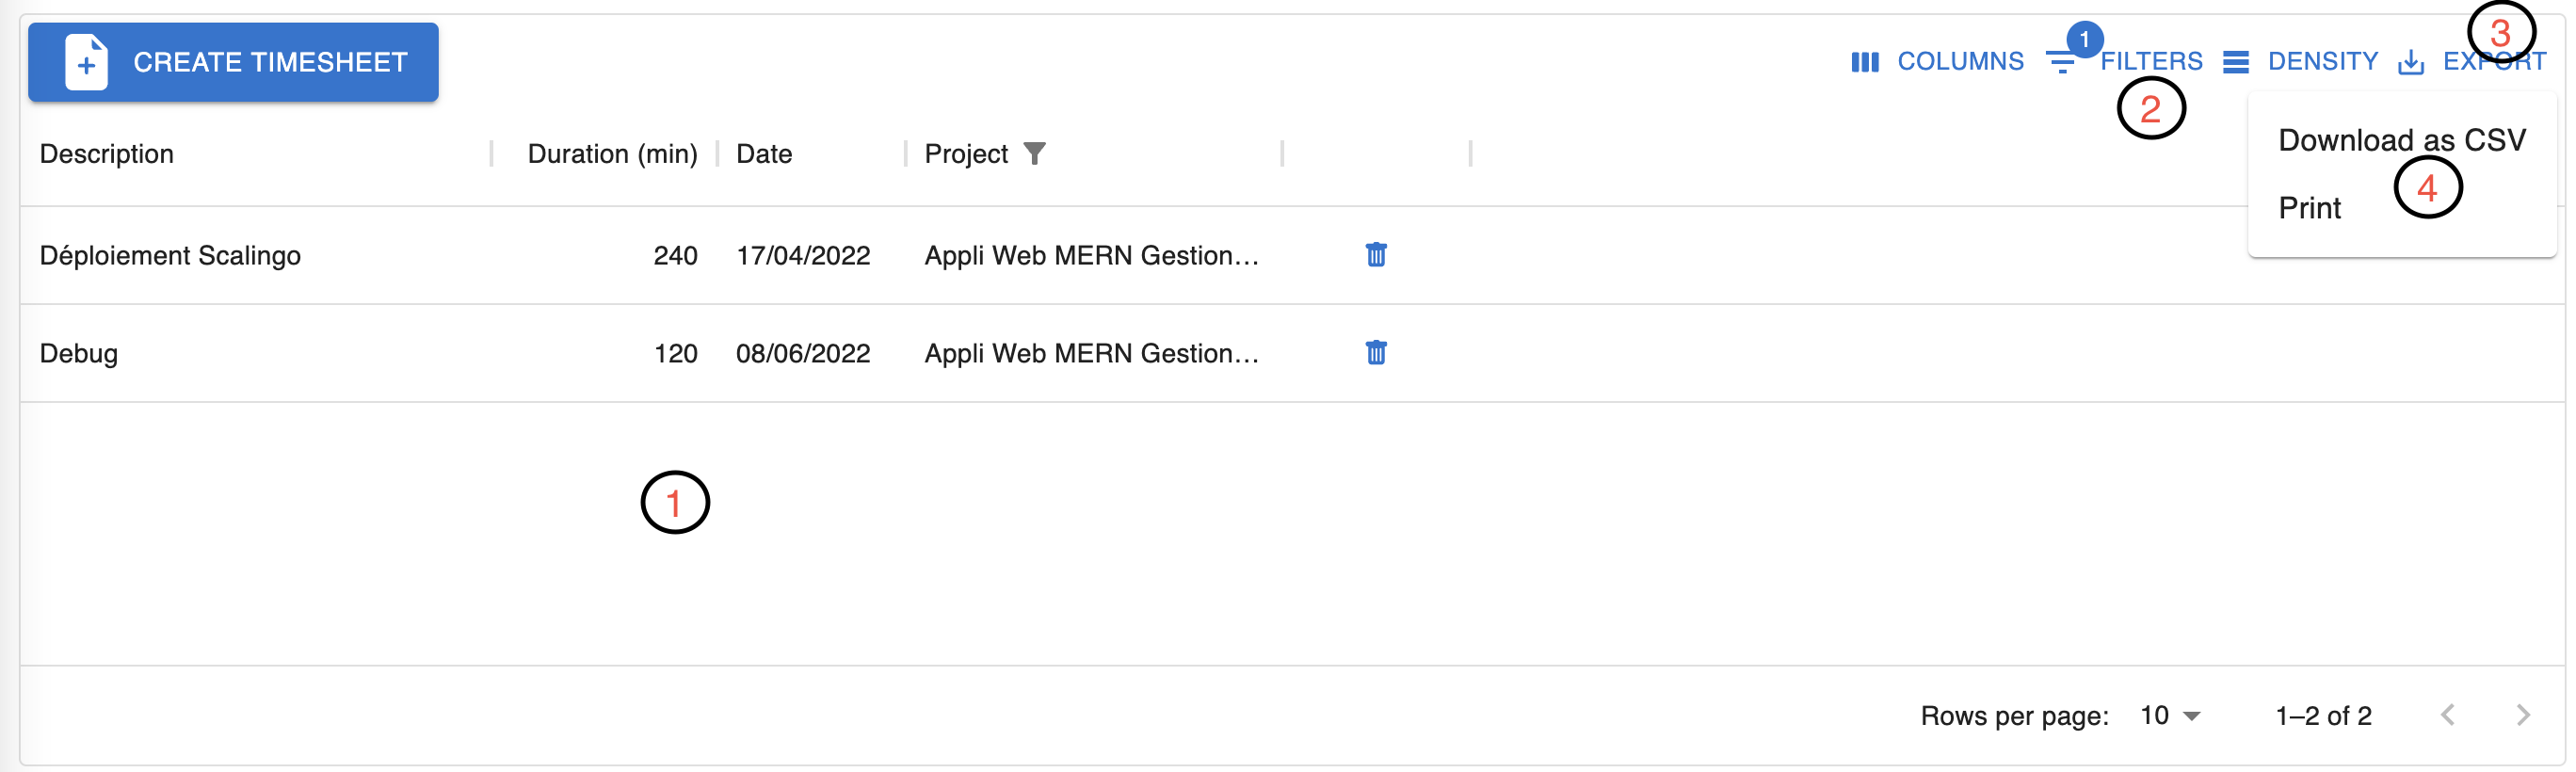 CREATE TIMESHEET
COLUMNS 1 FILTERS DENSITY EXPORT 3
2
Download as CSV
4
Print
Description Duration (min) Date Project
Déploiement Scalingo 240 17/04/2022 Appli Web MERN Gestion…
Debug 120 08/06/2022 Appli Web MERN Gestion…
1
Rows per page: 10 1–2 of 2